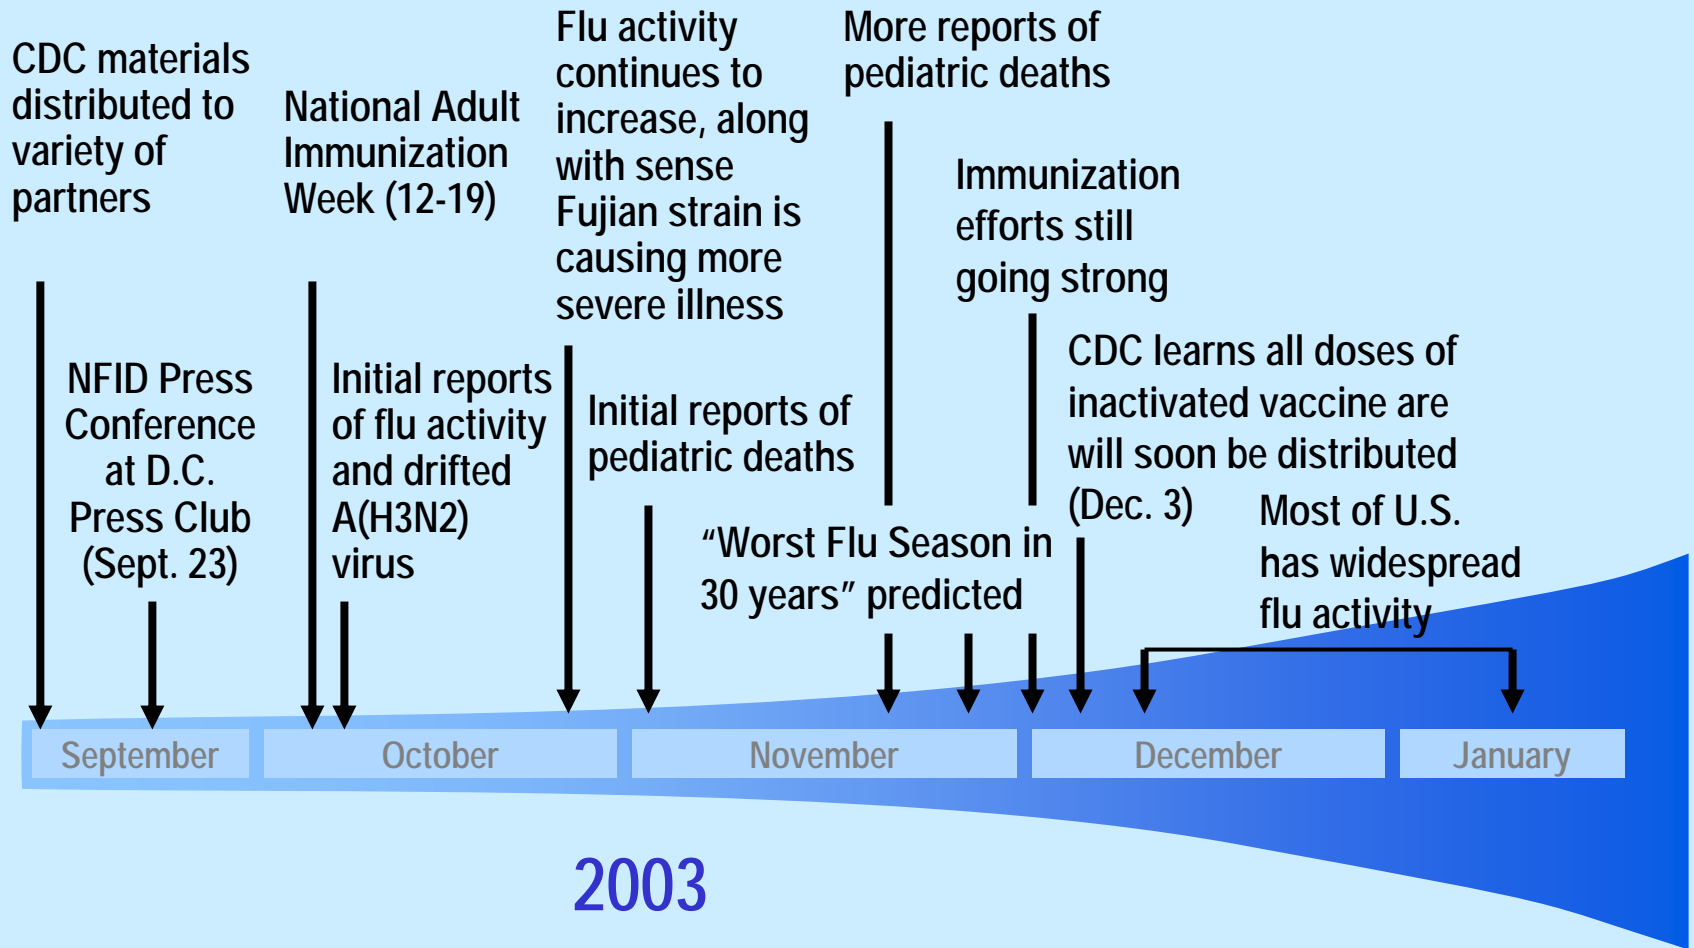 CDC materials
distributed to
variety of
partners
NFID Press
Conference
at D.C.
Press Club
(Sept. 23)
National Adult
Immunization
Week (12-19)
Initial reports
of flu activity
and drifted
A(H3N2)
virus
Flu activity
continues to
increase, along
with sense
Fujian strain is
causing more
severe illness
Initial reports of
pediatric deaths
More reports of
pediatric deaths
“Worst Flu Season in
30 years” predicted
Immunization
efforts still
going strong
CDC learns all doses of
inactivated vaccine are
will soon be distributed
(Dec. 3)
Most of U.S.
has widespread
flu activity
September
October
November
December
January
2003